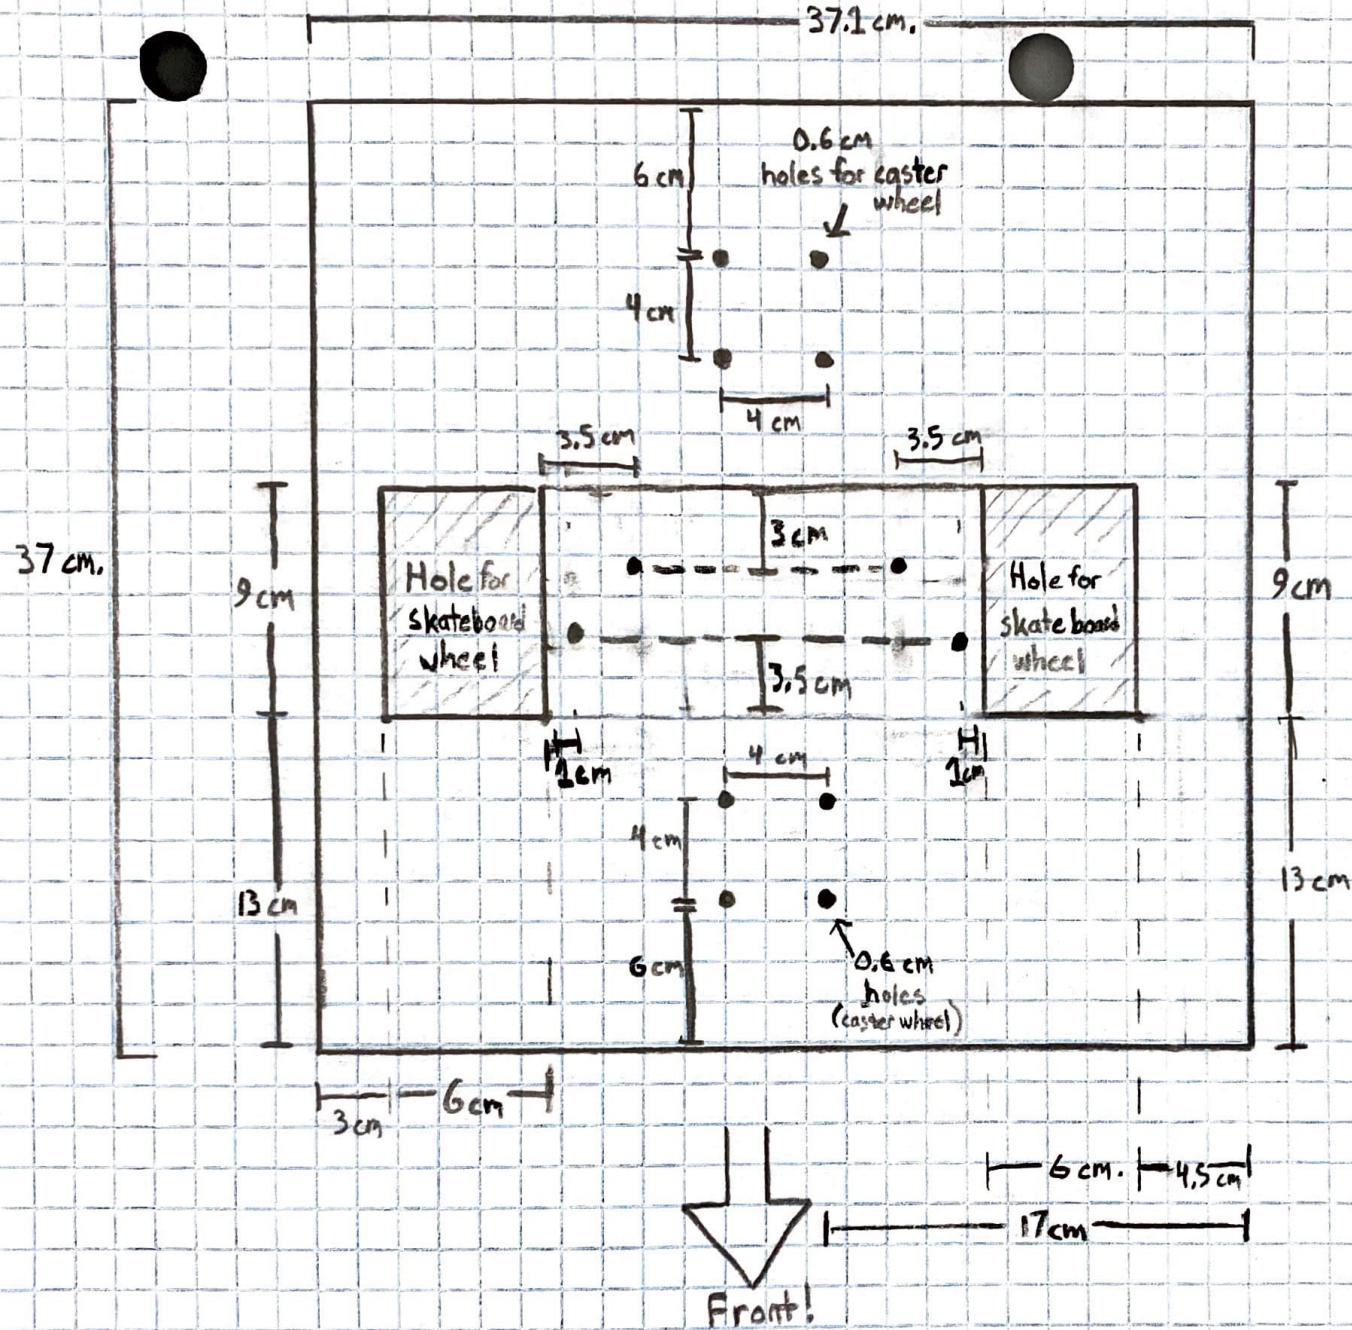 37.1 cm.
0.6 cm
holes for caster
wheel
6 cm
4 cm
4 cm
3.5 cm
3.5 cm
37 cm.
9 cm
Hole for
skateboard
wheel
3 cm
3.5 cm
Hole for
skateboard
wheel
9 cm
1 cm
4 cm
1 cm
4 cm
13 cm
13 cm
6 cm
0.6 cm
holes
(caster wheel)
3 cm
6 cm
6 cm.
4.5 cm
17 cm
Front!